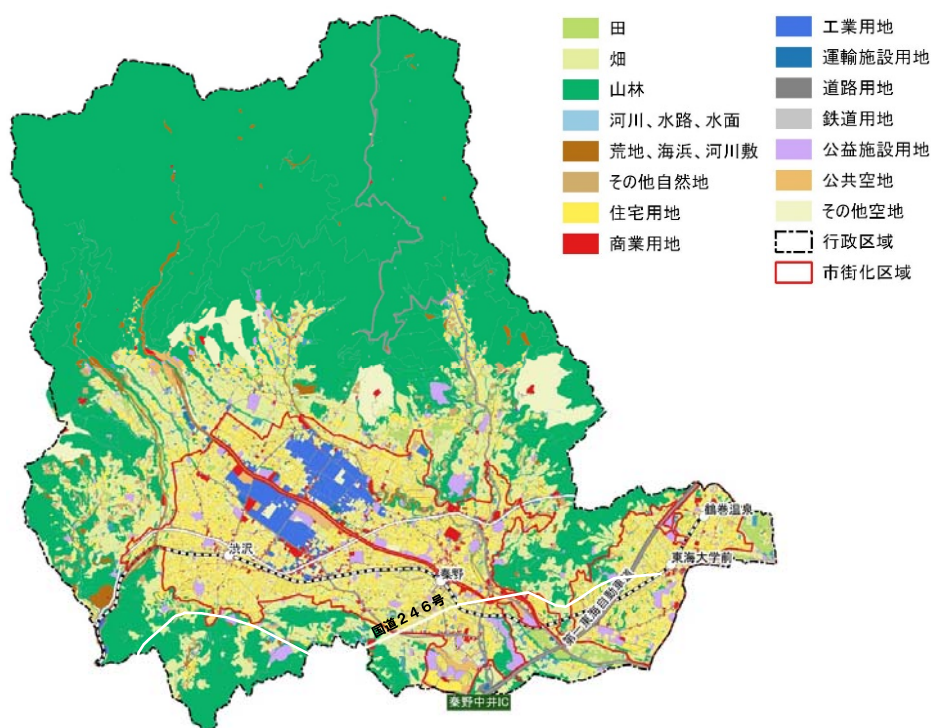 田
畑
山林
河川、水路、水面
荒地、海浜、河川敷
その他自然地
住宅用地
商業用地
工業用地
運輸施設用地
道路用地
鉄道用地
公益施設用地
公共空地
その他空地
行政区域
市街化区域
鶴巻温泉
東海大学前
渋沢
秦野
第一東海自動車道
国道246号
秦野中井IC